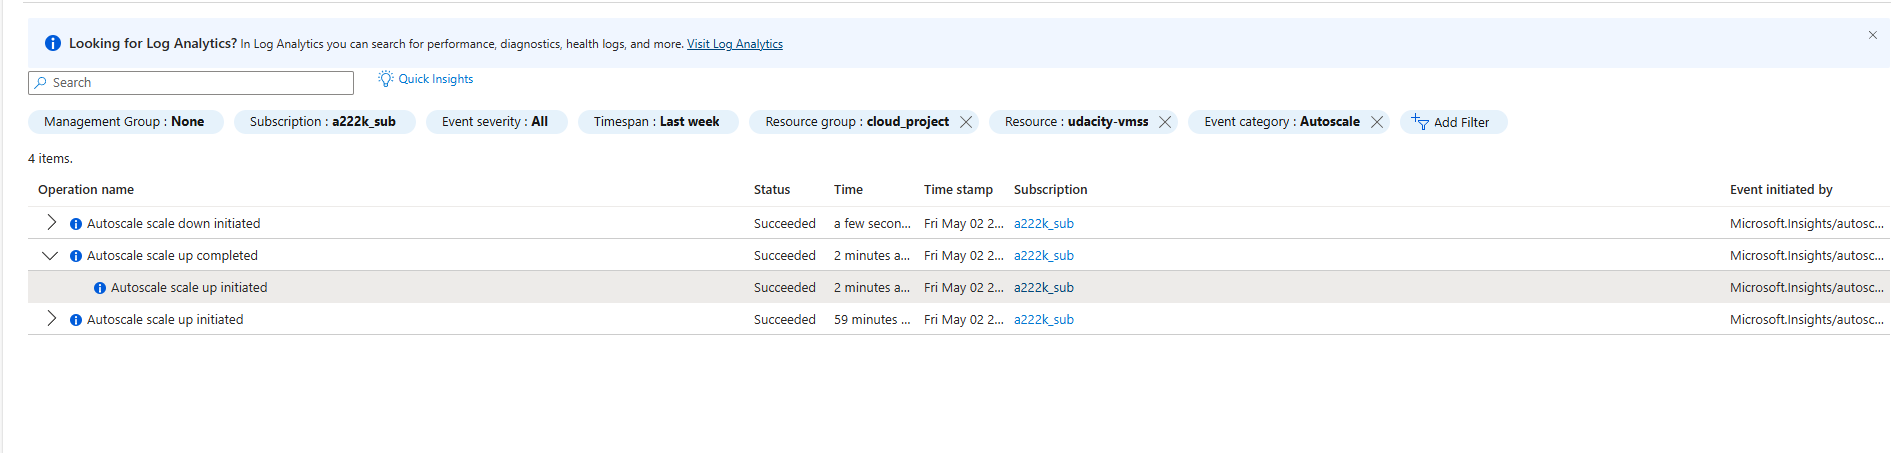 Looking for Log Analytics? In Log Analytics you can search for performance, diagnostics, health logs, and more. Visit Log Analytics
Search
Quick Insights
Management Group : None Subscription : a222k_sub Event severity : All Timespan : Last week Resource group : cloud_project Resource : udacity-vmss Event category : Autoscale Add Filter
4 items.
Operation name Status Time Time stamp Subscription Event initiated by
Autoscale scale down initiated Succeeded a few secon... Fri May 02 2... a222k_sub Microsoft.Insights/autosc...
Autoscale scale up completed Succeeded 2 minutes a... Fri May 02 2... a222k_sub Microsoft.Insights/autosc...
Autoscale scale up initiated Succeeded 2 minutes a... Fri May 02 2... a222k_sub Microsoft.Insights/autosc...
Autoscale scale up initiated Succeeded 59 minutes ... Fri May 02 2... a222k_sub Microsoft.Insights/autosc...